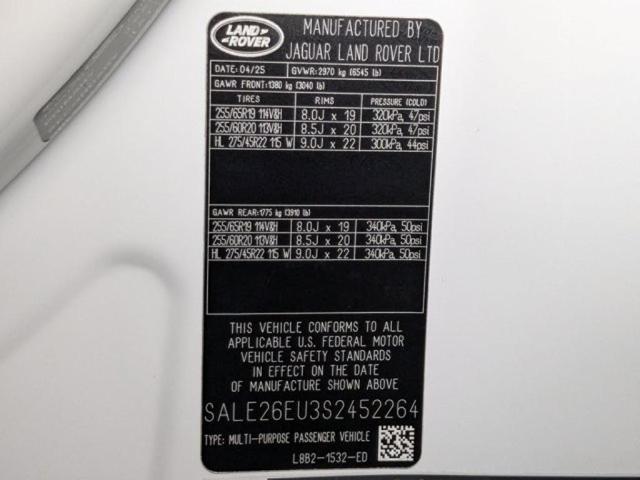 LAND
ROVER
MANUFACTURED BY
JAGUAR LAND ROVER LTD
DATE: 04/25 GVWR: 2970 kg (6545 lb)
GAWR FRONT: 1380 kg (3040 lb)
TIRES RIMS PRESSURE (COLD)
255/65R19 114V&H 8.0J x 19 320kPa, 47psi
255/60R20 113V&H 8.5J x 20 320kPa, 47psi
HL 275/45R22 115 W 9.0J x 22 300kPa, 44psi
GAWR REAR: 1775 kg (3910 lb)
255/65R19 114V&H 8.0J x 19 340kPa, 50psi
255/60R20 113V&H 8.5J x 20 340kPa, 50psi
HL 275/45R22 115 W 9.0J x 22 340kPa, 50psi
THIS VEHICLE CONFORMS TO ALL
APPLICABLE U.S. FEDERAL MOTOR
VEHICLE SAFETY STANDARDS
IN EFFECT ON THE DATE
OF MANUFACTURE SHOWN ABOVE
SALE26EU3S2452264
TYPE: MULTI-PURPOSE PASSENGER VEHICLE
L8B2-1532-ED